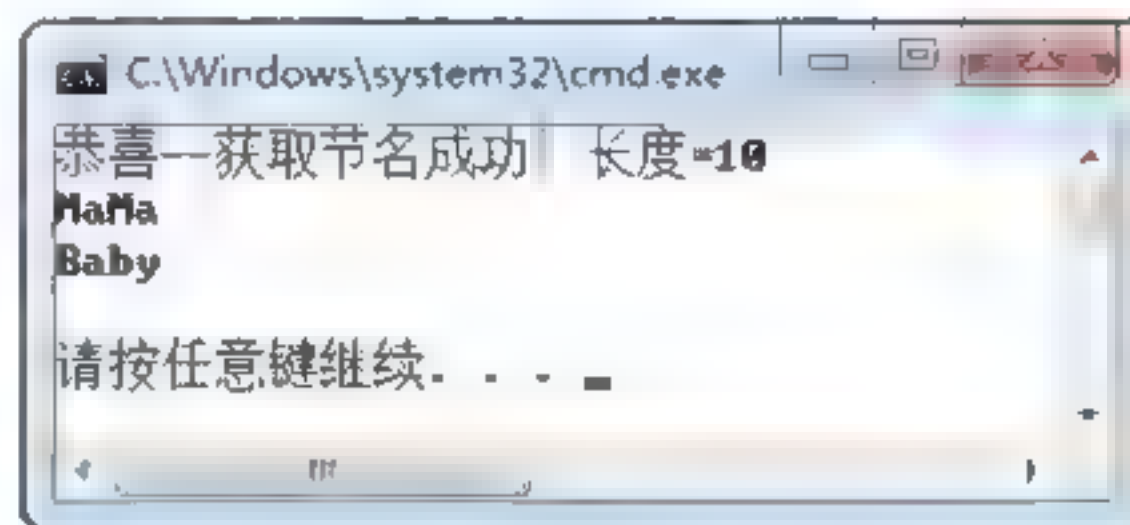 C:\Windows\system32\cmd.exe
恭喜一获取节名成功| 长度=10
MaMa
Baby
请按任意键继续. . . _